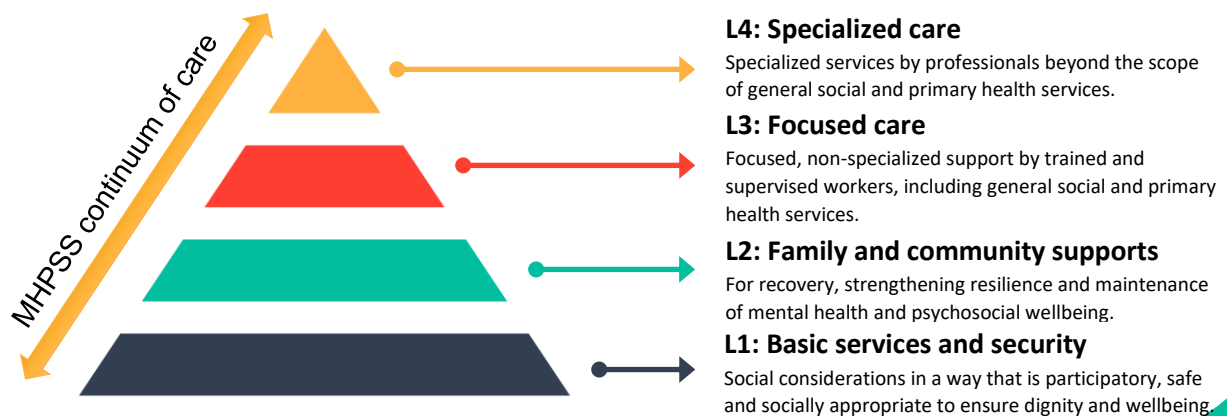 MHPSS continuum of care
L4: Specialized care
Specialized services by professionals beyond the scope
of general social and primary health services.
L3: Focused care
Focused, non-specialized support by trained and
supervised workers, including general social and primary
health services.
L2: Family and community supports
For recovery, strengthening resilience and maintenance
of mental health and psychosocial wellbeing.
L1: Basic services and security
Social considerations in a way that is participatory, safe
and socially appropriate to ensure dignity and wellbeing.